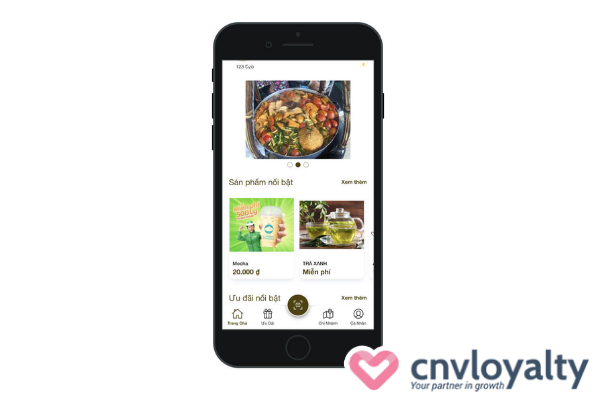 123 Cuoi
Sản phẩm nổi bật
Xem thêm
Mocha
TRÀ XANH
20.000 ₫
Miễn phí
Ưu đãi nổi bật
Xem thêm
Trang Chủ
Ưu Đãi
Chi Nhánh
Cá Nhân
cnvloyalty
Your partner in growth